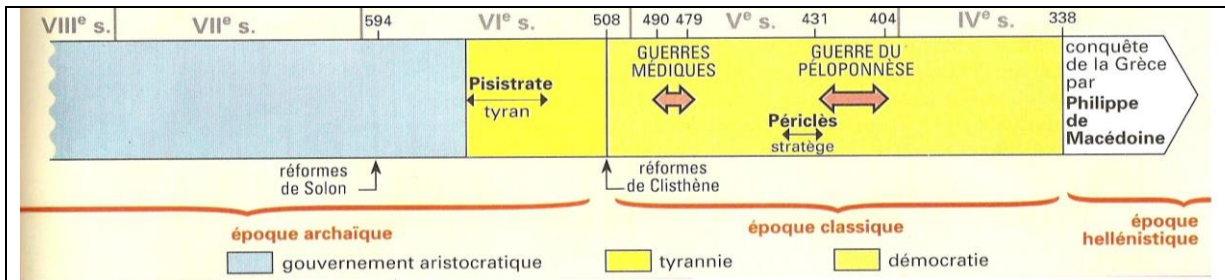 VIIIe s. VIIe s. 594 VIe s. 508 490 479 Ve s. 431 404 IVe s. 338
Pisistrate
tyran
GUERRES
MÉDIQUES
GUERRE DU
PÉLOPONNÈSE
Périclès
stratège
conquête
de la Grèce
par
Philippe
de
Macédoine
réformes
de Solon
réformes
de Clisthène
époque archaïque
époque classique
époque
hellénistique
gouvernement aristocratique
tyrannie
démocratie